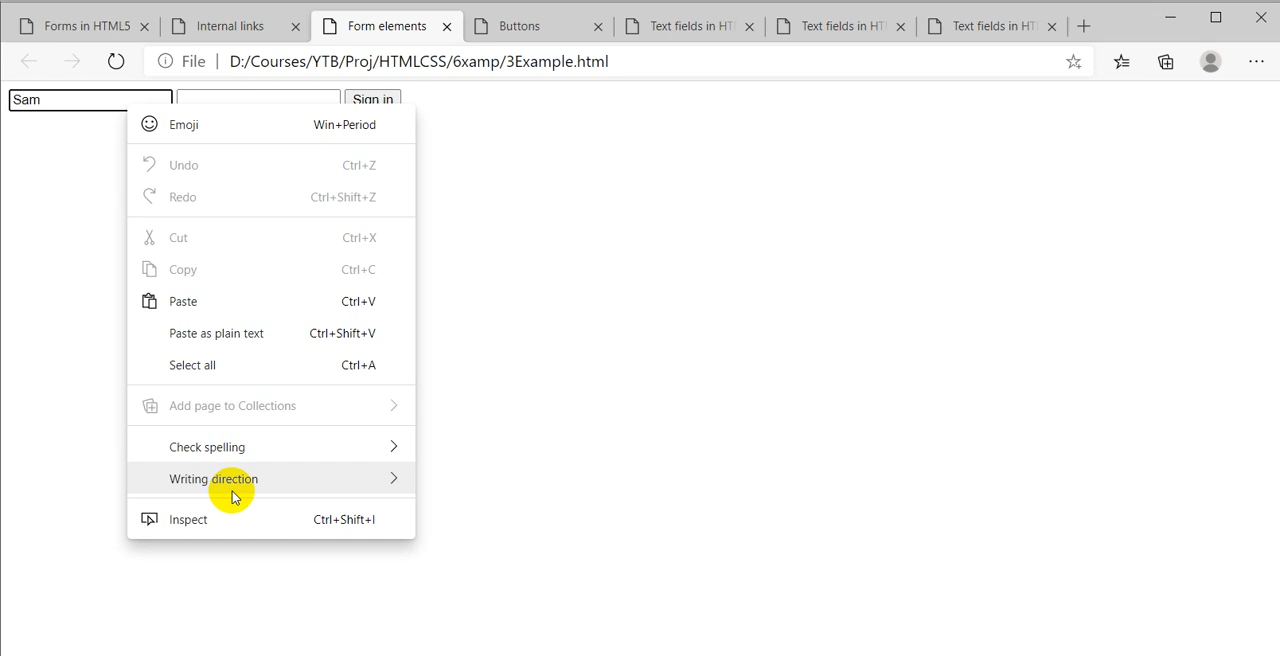 Forms in HTML5
Internal links
Form elements
Buttons
Text fields in HT
Text fields in HT
Text fields in HT
File | D:/Courses/YTB/Proj/HTMLCSS/6xamp/3Example.html
Sam
Sign in
Emoji Win+Period
Undo Ctrl+Z
Redo Ctrl+Shift+Z
Cut Ctrl+X
Copy Ctrl+C
Paste Ctrl+V
Paste as plain text Ctrl+Shift+V
Select all Ctrl+A
Add page to Collections
Check spelling
Writing direction
Inspect Ctrl+Shift+I